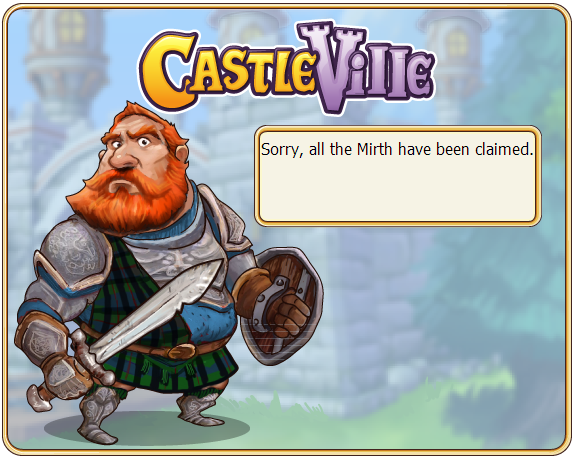 CastleVille
Sorry, all the Mirth have been claimed.